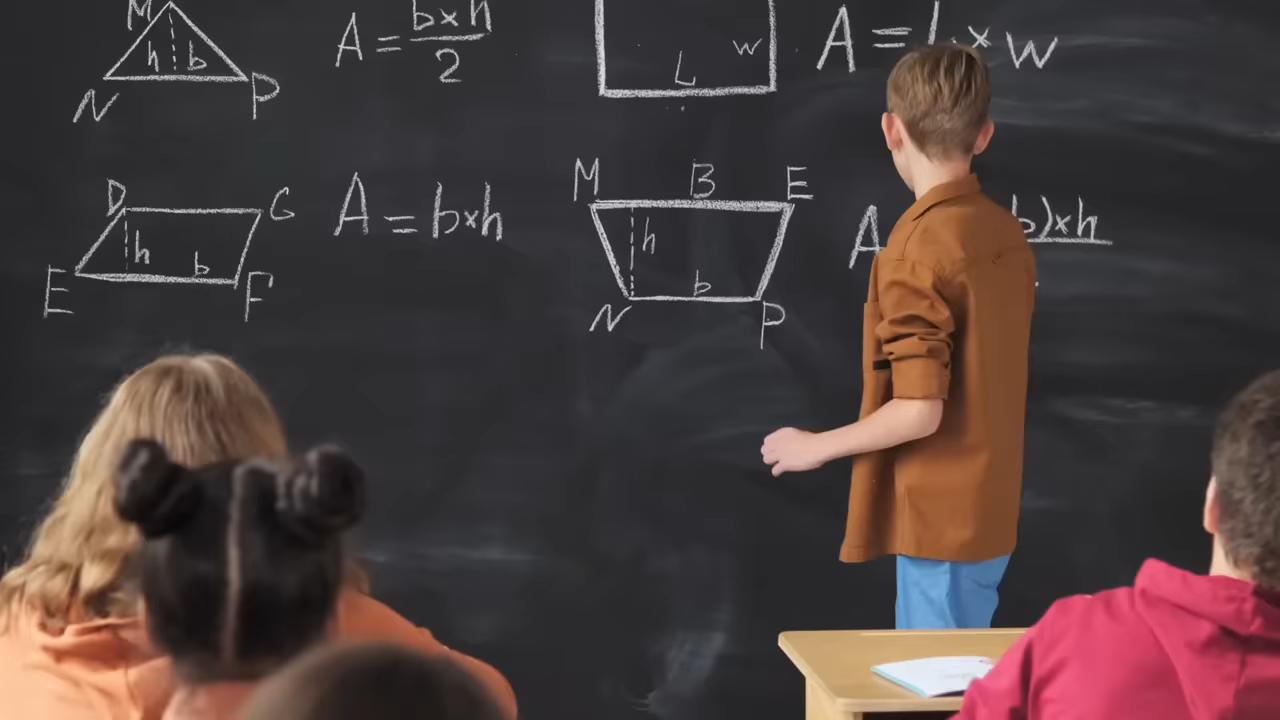 M
h b
N P
A = b×h
2
w
L
A = L × w
D G
h
b
E F
A = b×h
M B E
h
b
N P
A
b)×h